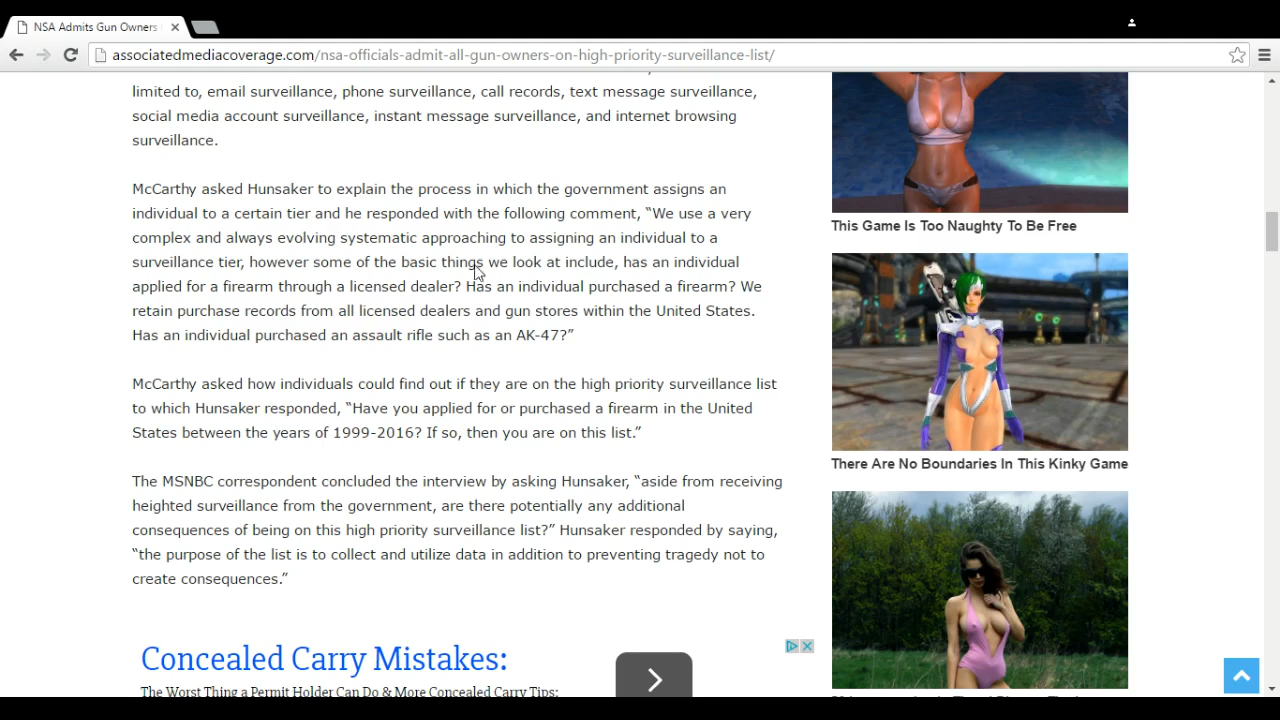 NSA Admits Gun Owners
associatedmediacoverage.com/nsa-officials-admit-all-gun-owners-on-high-priority-surveillance-list/
limited to, email surveillance, phone surveillance, call records, text message surveillance,
social media account surveillance, instant message surveillance, and internet browsing
surveillance.
McCarthy asked Hunsaker to explain the process in which the government assigns an
individual to a certain tier and he responded with the following comment, “We use a very
complex and always evolving systematic approaching to assigning an individual to a
surveillance tier, however some of the basic things we look at include, has an individual
applied for a firearm through a licensed dealer? Has an individual purchased a firearm? We
retain purchase records from all licensed dealers and gun stores within the United States.
Has an individual purchased an assault rifle such as an AK-47?”
McCarthy asked how individuals could find out if they are on the high priority surveillance list
to which Hunsaker responded, “Have you applied for or purchased a firearm in the United
States between the years of 1999-2016? If so, then you are on this list.”
The MSNBC correspondent concluded the interview by asking Hunsaker, “aside from receiving
heighted surveillance from the government, are there potentially any additional
consequences of being on this high priority surveillance list?” Hunsaker responded by saying,
“the purpose of the list is to collect and utilize data in addition to preventing tragedy not to
create consequences.”
Concealed Carry Mistakes:
The Worst Thing a Permit Holder Can Do & More Concealed Carry Tips:
This Game Is Too Naughty To Be Free
There Are No Boundaries In This Kinky Game